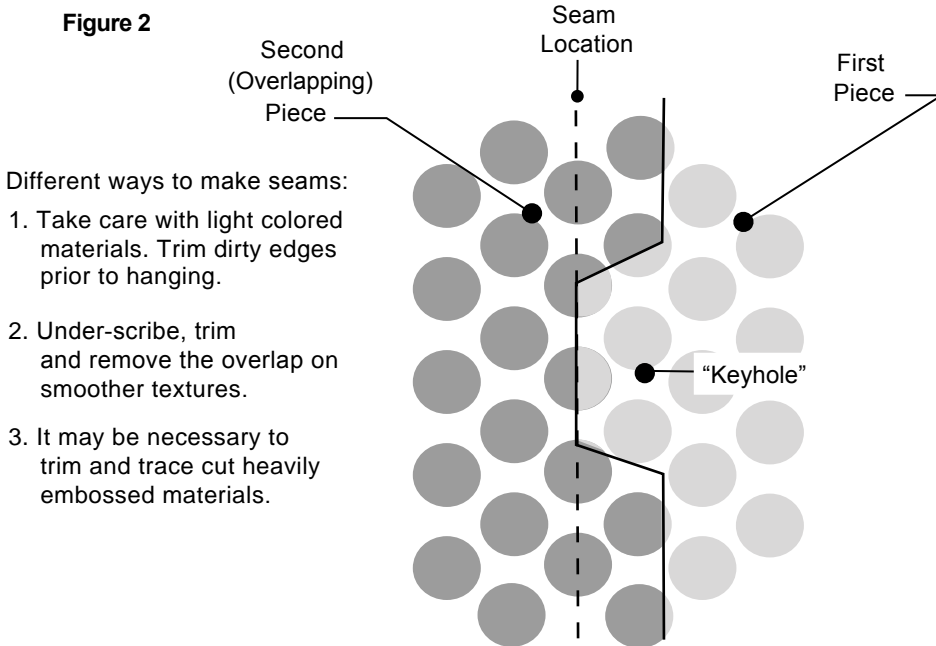 Figure 2
Seam
Location
Second
(Overlapping)
Piece
First
Piece
Different ways to make seams:
1. Take care with light colored
materials. Trim dirty edges
prior to hanging.
2. Under-scribe, trim
and remove the overlap on
smoother textures.
3. It may be necessary to
trim and trace cut heavily
embossed materials.
“Keyhole”